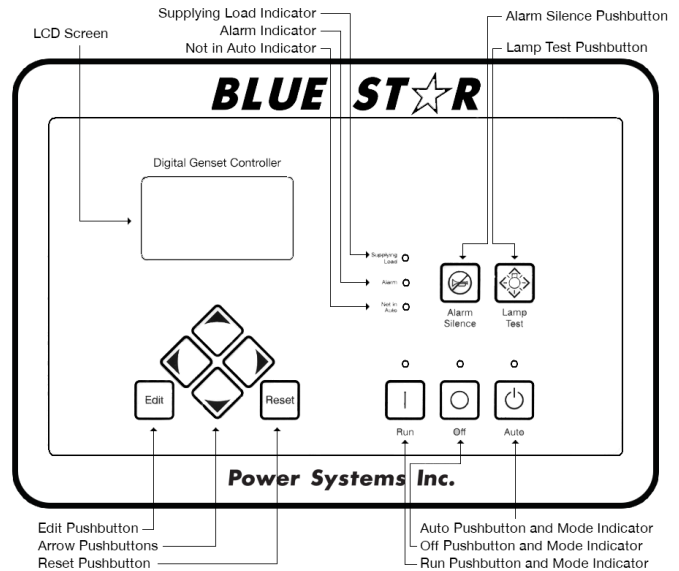 Supplying Load Indicator
Alarm Indicator
Not in Auto Indicator
LCD Screen
Alarm Silence Pushbutton
Lamp Test Pushbutton
BLUE ST☆R
Digital Genset Controller
Supplying
Load
Alarm
Not in
Auto
Alarm
Silence
Lamp
Test
Edit
Reset
Run
Off
Auto
Power Systems Inc.
Edit Pushbutton
Arrow Pushbuttons
Reset Pushbutton
Auto Pushbutton and Mode Indicator
Off Pushbutton and Mode Indicator
Run Pushbutton and Mode Indicator